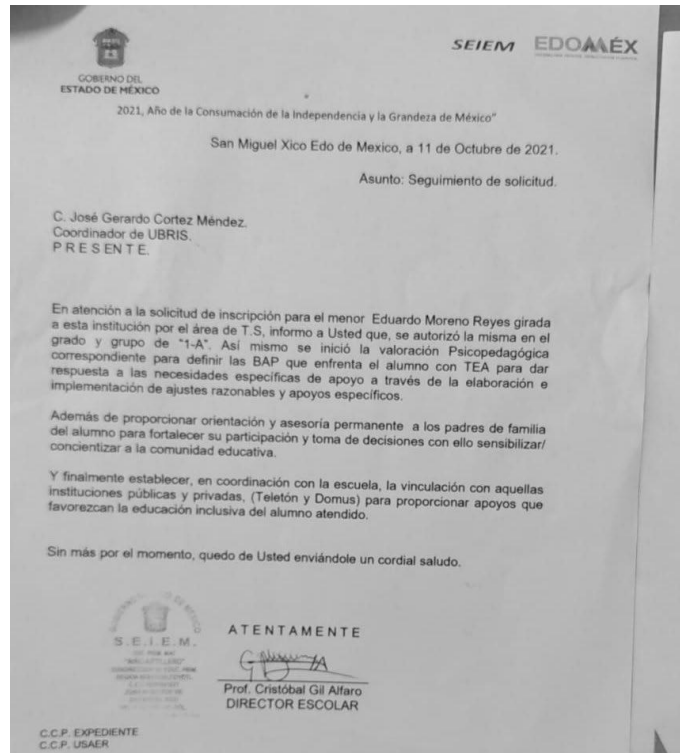 GOBIERNO DEL
ESTADO DE MÉXICO
SEIEM EDOMÉX
2021, Año de la Consumación de la Independencia y la Grandeza de México"
San Miguel Xico Edo de Mexico, a 11 de Octubre de 2021.
Asunto: Seguimiento de solicitud.
C. José Gerardo Cortez Méndez.
Coordinador de UBRIS.
P R E S E N T E.
En atención a la solicitud de inscripción para el menor Eduardo Moreno Reyes girada
a esta institución por el área de T.S, informo a Usted que, se autorizó la misma en el
grado y grupo de "1-A". Así mismo se inició la valoración Psicopedagógica
correspondiente para definir las BAP que enfrenta el alumno con TEA para dar
respuesta a las necesidades específicas de apoyo a través de la elaboración e
implementación de ajustes razonables y apoyos específicos.
Además de proporcionar orientación y asesoría permanente a los padres de familia
del alumno para fortalecer su participación y toma de decisiones con ello sensibilizar/
concientizar a la comunidad educativa.
Y finalmente establecer, en coordinación con la escuela, la vinculación con aquellas
instituciones públicas y privadas, (Teletón y Domus) para proporcionar apoyos que
favorezcan la educación inclusiva del alumno atendido.
Sin más por el momento, quedo de Usted enviándole un cordial saludo.
S.E.I.E.M.
A T E N T A M E N T E
Prof. Cristóbal Gil Alfaro
DIRECTOR ESCOLAR
C.C.P. EXPEDIENTE
C.C.P. USAER